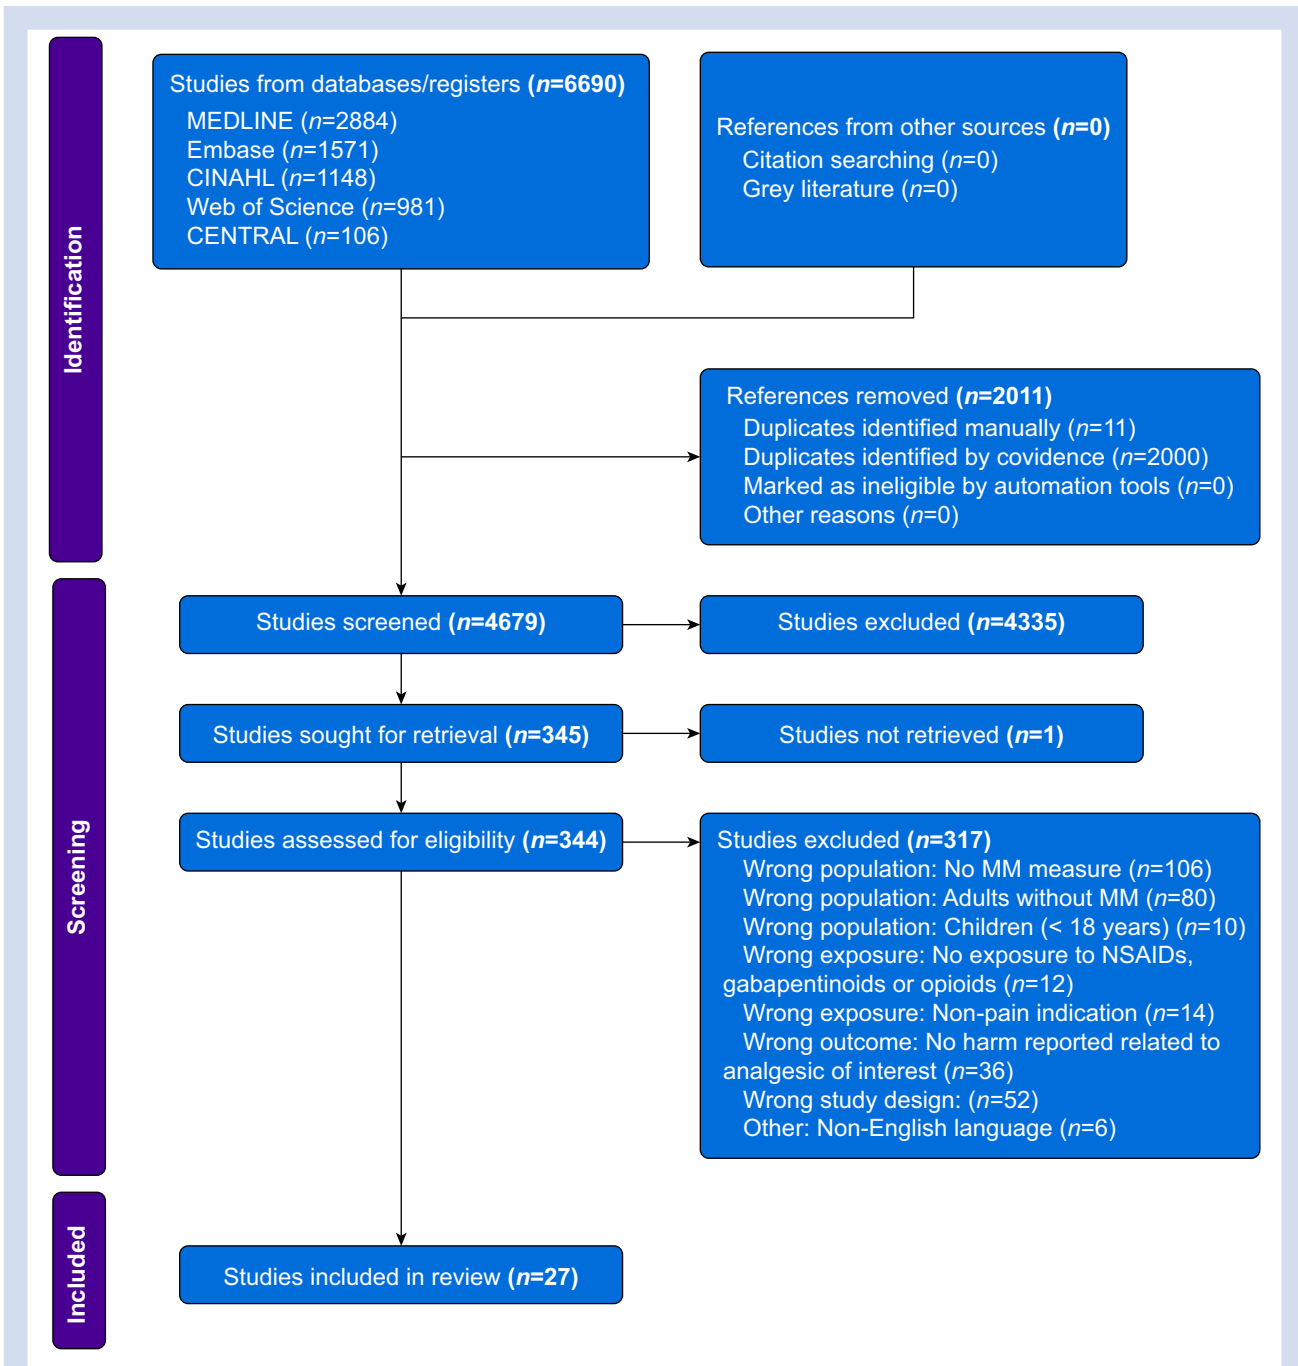 Identification
Studies from databases/registers (n=6690)
MEDLINE (n=2884)
Embase (n=1571)
CINAHL (n=1148)
Web of Science (n=981)
CENTRAL (n=106)
References from other sources (n=0)
Citation searching (n=0)
Grey literature (n=0)
References removed (n=2011)
Duplicates identified manually (n=11)
Duplicates identified by covidence (n=2000)
Marked as ineligible by automation tools (n=0)
Other reasons (n=0)
Screening
Studies screened (n=4679)
Studies excluded (n=4335)
Studies sought for retrieval (n=345)
Studies not retrieved (n=1)
Studies assessed for eligibility (n=344)
Studies excluded (n=317)
Wrong population: No MM measure (n=106)
Wrong population: Adults without MM (n=80)
Wrong population: Children (< 18 years) (n=10)
Wrong exposure: No exposure to NSAIDs,
gabapentinoids or opioids (n=12)
Wrong exposure: Non-pain indication (n=14)
Wrong outcome: No harm reported related to
analgesic of interest (n=36)
Wrong study design: (n=52)
Other: Non-English language (n=6)
Included
Studies included in review (n=27)